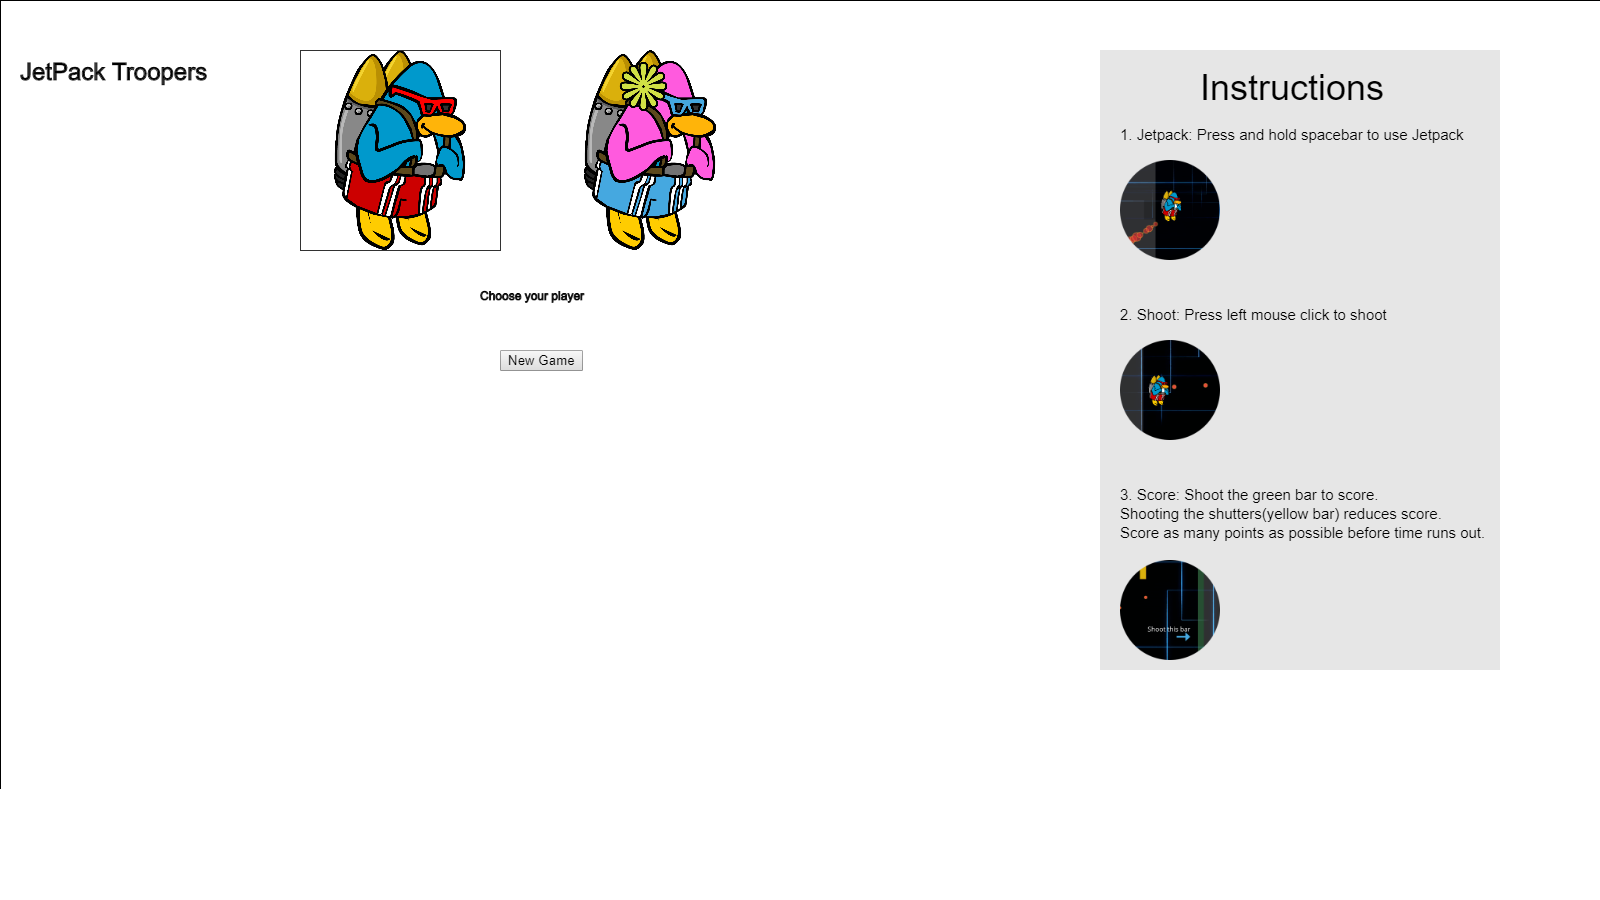 JetPack Troopers
Choose your player
New Game
Instructions
1. Jetpack: Press and hold spacebar to use Jetpack
2. Shoot: Press left mouse click to shoot
3. Score: Shoot the green bar to score.
Shooting the shutters(yellow bar) reduces score.
Score as many points as possible before time runs out.
Shoot this bar